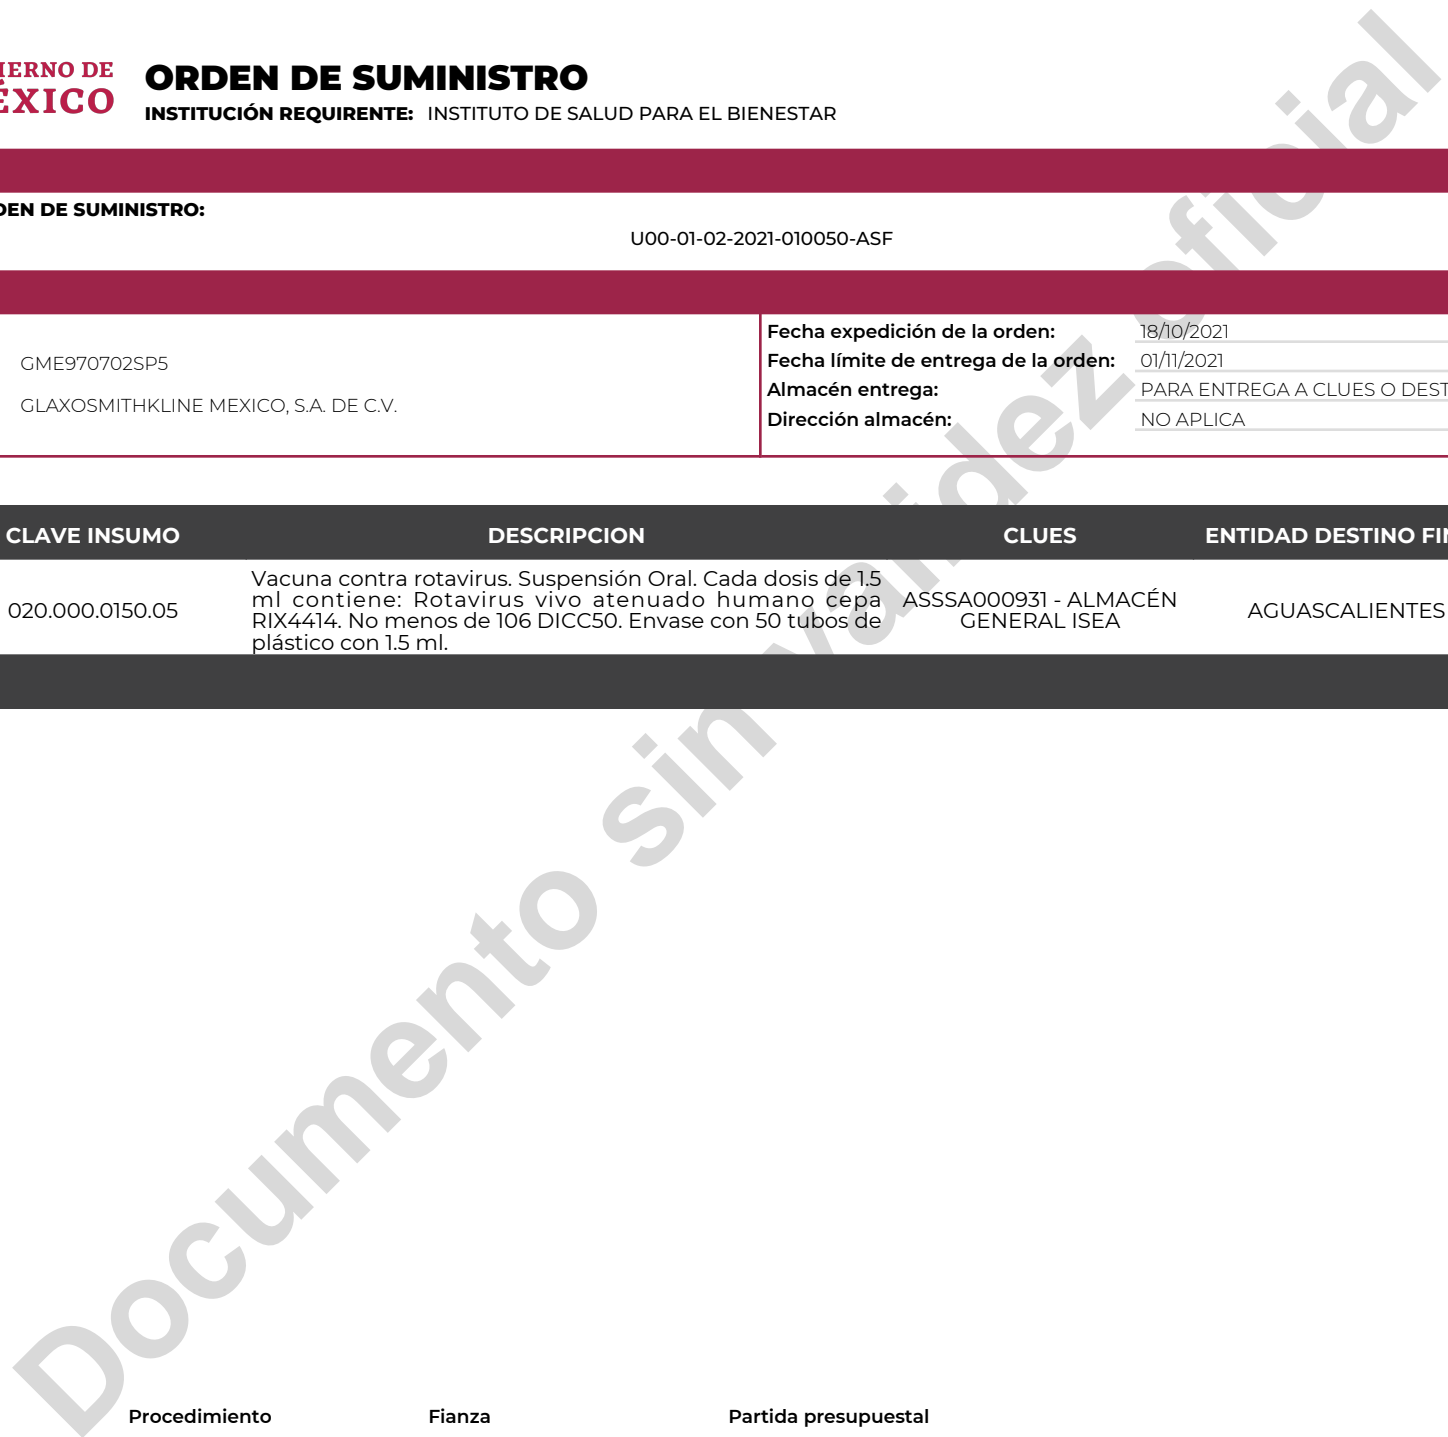 IERNO DE
ÉXICO
ORDEN DE SUMINISTRO
INSTITUCIÓN REQUIRENTE: INSTITUTO DE SALUD PARA EL BIENESTAR
DEN DE SUMINISTRO:
U00-01-02-2021-010050-ASF
GME970702SP5
GLAXOSMITHKLINE MEXICO, S.A. DE C.V.
Fecha expedición de la orden: 18/10/2021
Fecha límite de entrega de la orden: 01/11/2021
Almacén entrega: PARA ENTREGA A CLUES O DEST
Dirección almacén: NO APLICA
CLAVE INSUMO DESCRIPCION CLUES ENTIDAD DESTINO FIN
020.000.0150.05
Vacuna contra rotavirus. Suspensión Oral. Cada dosis de 1.5
ml contiene: Rotavirus vivo atenuado humano cepa
RIX4414. No menos de 106 DICC50. Envase con 50 tubos de
plástico con 1.5 ml.
ASSSA000931 - ALMACÉN
GENERAL ISEA
AGUASCALIENTES
Documento sin validez oficial
Procedimiento Fianza Partida presupuestal